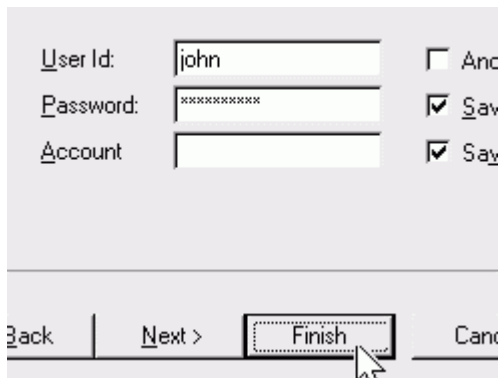 User Id: john
Password: **********
Account
Back Next > Finish